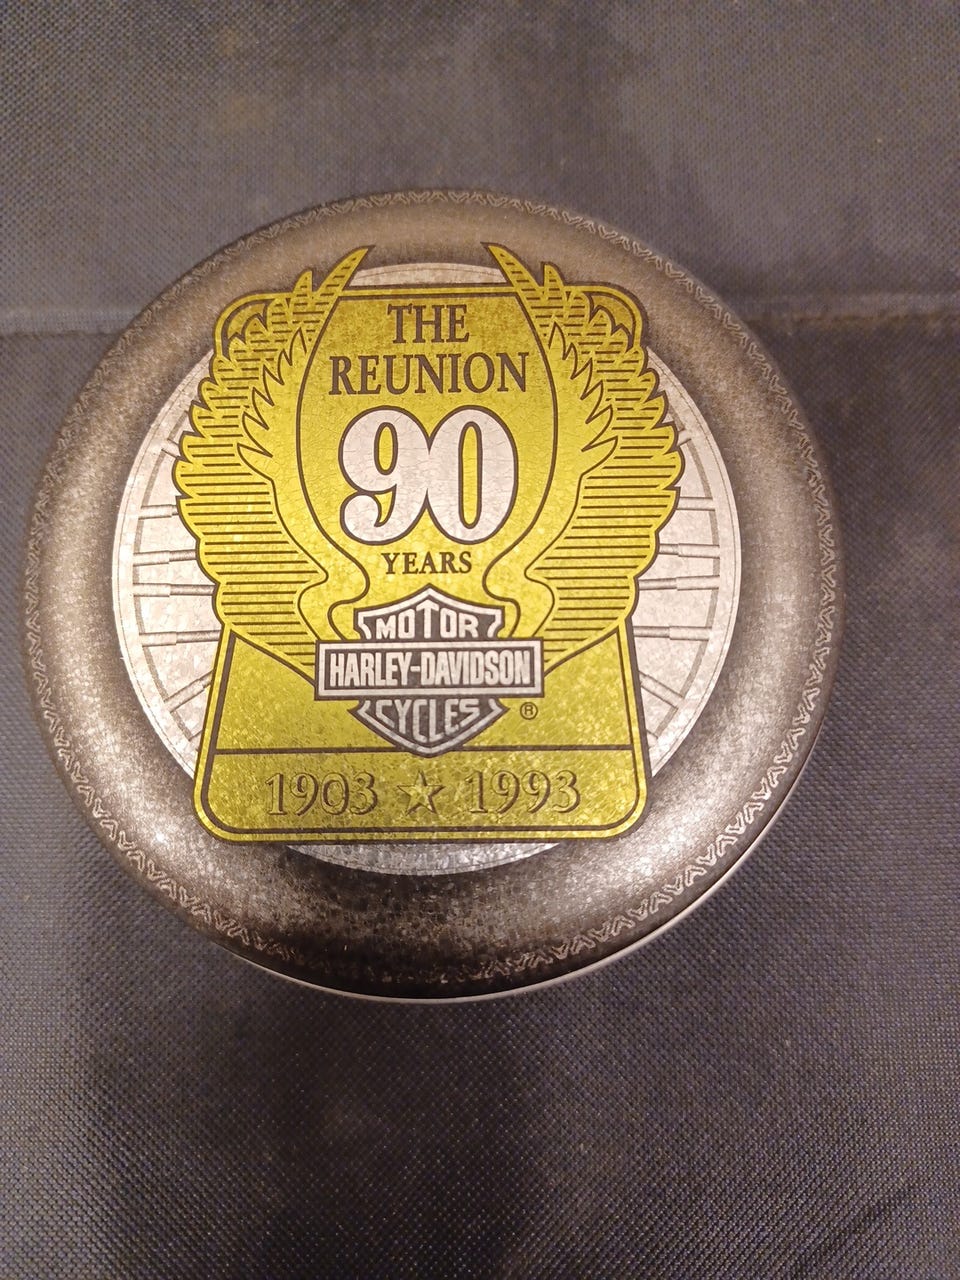 THE
REUNION
90
YEARS
MOTOR
HARLEY-DAVIDSON
CYCLES ®
1903 ★ 1993